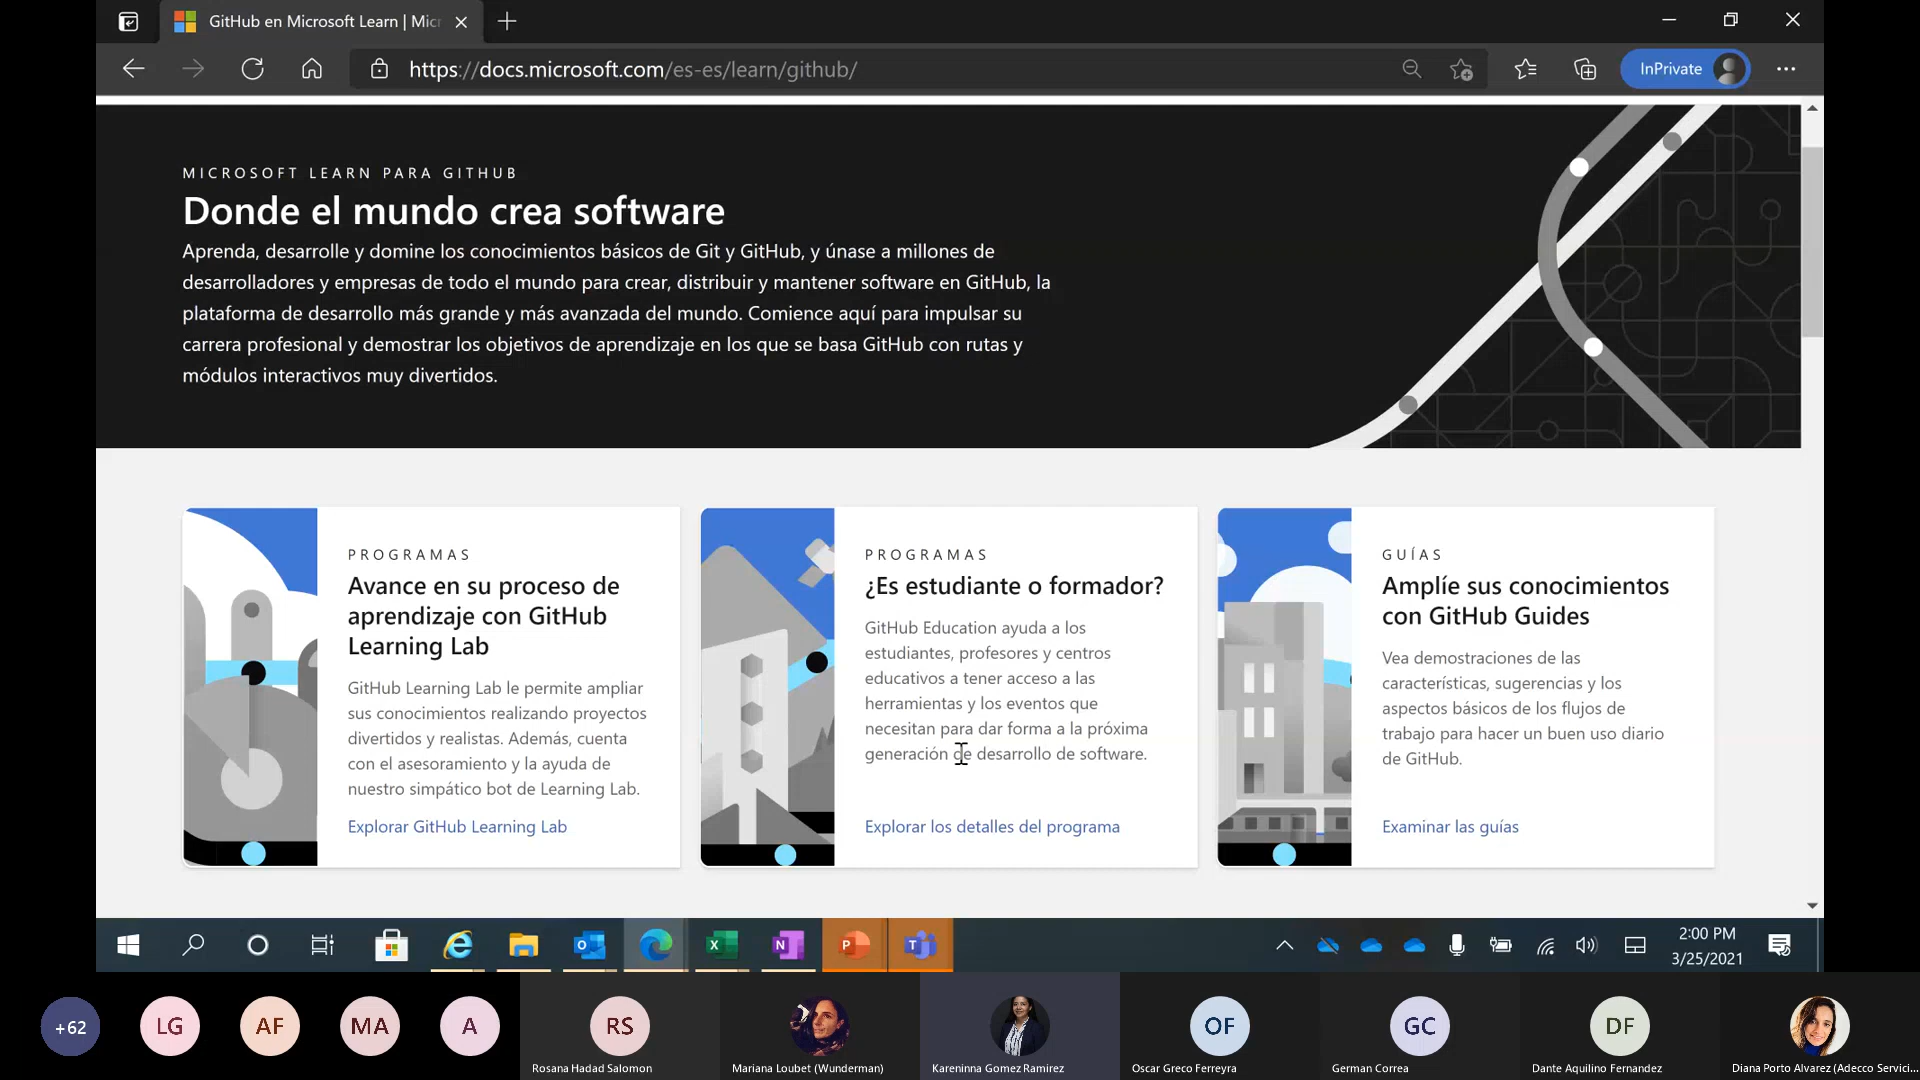 GitHub en Microsoft Learn | Micr
https://docs.microsoft.com/es-es/learn/github/
InPrivate
MICROSOFT LEARN PARA GITHUB
Donde el mundo crea software
Aprenda, desarrolle y domine los conocimientos básicos de Git y GitHub, y únase a millones de
desarrolladores y empresas de todo el mundo para crear, distribuir y mantener software en GitHub, la
plataforma de desarrollo más grande y más avanzada del mundo. Comience aquí para impulsar su
carrera profesional y demostrar los objetivos de aprendizaje en los que se basa GitHub con rutas y
módulos interactivos muy divertidos.
PROGRAMAS
Avance en su proceso de
aprendizaje con GitHub
Learning Lab
GitHub Learning Lab le permite ampliar
sus conocimientos realizando proyectos
divertidos y realistas. Además, cuenta
con el asesoramiento y la ayuda de
nuestro simpático bot de Learning Lab.
Explorar GitHub Learning Lab
PROGRAMAS
¿Es estudiante o formador?
GitHub Education ayuda a los
estudiantes, profesores y centros
educativos a tener acceso a las
herramientas y los eventos que
necesitan para dar forma a la próxima
generación de desarrollo de software.
Explorar los detalles del programa
GUÍAS
Amplíe sus conocimientos
con GitHub Guides
Vea demostraciones de las
características, sugerencias y los
aspectos básicos de los flujos de
trabajo para hacer un buen uso diario
de GitHub.
Examinar las guías
2:00 PM
3/25/2021
+62
LG
AF
MA
A
RS
OF
GC
DF
Rosana Hadad Salomon
Mariana Loubet (Wunderman)
Kareninna Gomez Ramirez
Oscar Greco Ferreyra
German Correa
Dante Aquilino Fernandez
Diana Porto Alvarez (Adecco Servici...